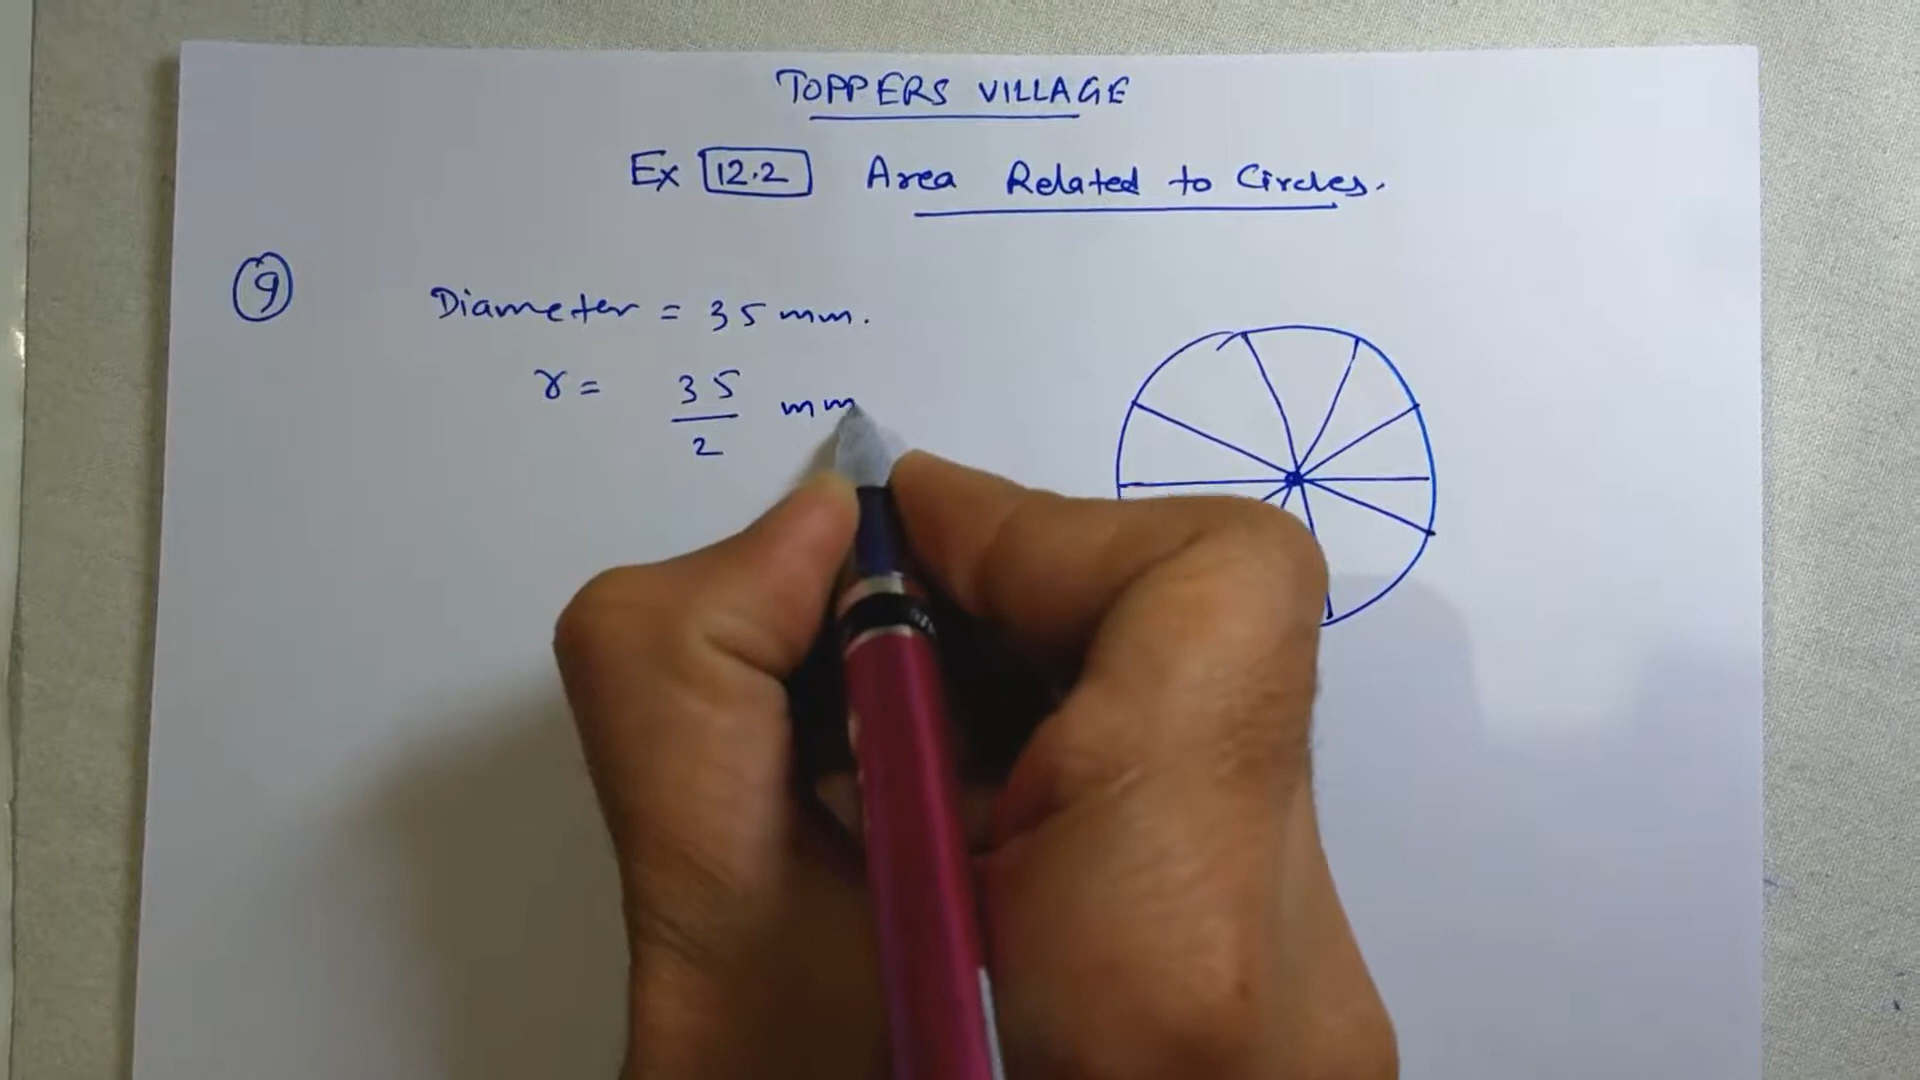 TOPPERS VILLAGE
Ex 12.2 Area Related to Circles.
9 Diameter = 35 mm.
r = 35/2 mm